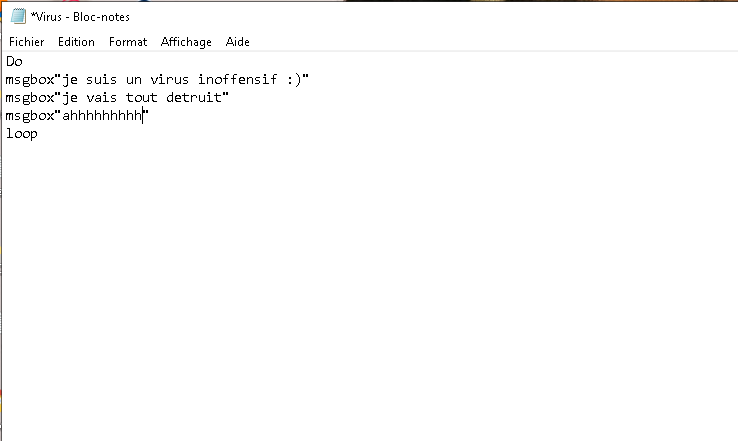 *Virus - Bloc-notes
Fichier Edition Format Affichage Aide
Do
msgbox"je suis un virus inoffensif :)"
msgbox"je vais tout detruit"
msgbox"ahhhhhhhhh"
loop